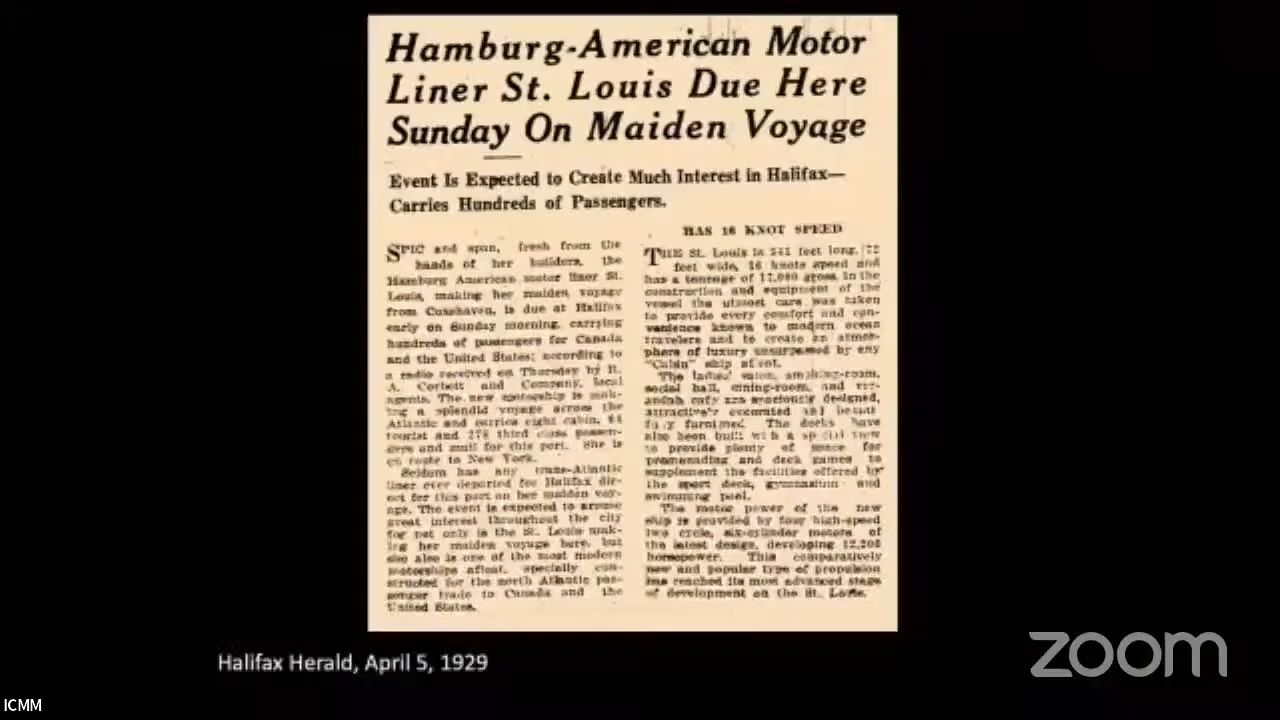 Hamburg-American Motor
Liner St. Louis Due Here
Sunday On Maiden Voyage
Event Is Expected to Create Much Interest in Halifax—
Carries Hundreds of Passengers.
SPIC and span, fresh from the
hands of her builders, the
Hamburg American motor liner St.
Louis, making her maiden voyage
from Cuxhaven, is due at Halifax
early on Sunday morning, carrying
hundreds of passengers for Canada
and the United States; according to
a radio received on Thursday by
A. Corbett and Company, local
agents. The new motorship is mak-
ing a splendid voyage across the
Atlantic and carries eight cabin,
tourist and third class passen-
gers and mail for this port. She is
en route to New York.
Seldom has any trans-Atlantic
liner ever departed for Halifax dir-
ect for this port on her maiden voy-
age. The event is expected to arouse
great interest throughout the city
for not only is the St. Louis mak-
ing her maiden voyage here, but
she also is one of the most modern
motorships afloat, specially con-
structed for the north Atlantic pas-
senger trade to Canada and the
United States.
HAS 16 KNOT SPEED
THE St. Louis is feet long,
feet wide, 16 knots speed and
has a tonnage of gross. In the
construction and equipment of the
vessel the utmost care was taken
to provide every comfort and con-
venience known to modern ocean
travelers and to create an atmos-
phere of luxury unsurpassed by any
"Cabin" ship afloat.
The ladies' salon, smoking-room,
social hall, dining-room, and ver-
andah cafe are spaciously designed,
attractively decorated and beauti-
fully furnished. The decks have
also been built with a special view
to provide plenty of space for
promenading and deck games to
supplement the facilities offered by
the sport deck, gymnasium and
swimming pool.
The motor power of the new
ship is provided by four high-speed
two cycle, six-cylinder motors of
the latest design, developing
horsepower. This comparatively
new and popular type of propulsion
has reached its most advanced stage
of development on the St. Louis.
Halifax Herald, April 5, 1929
zoom
ICMM